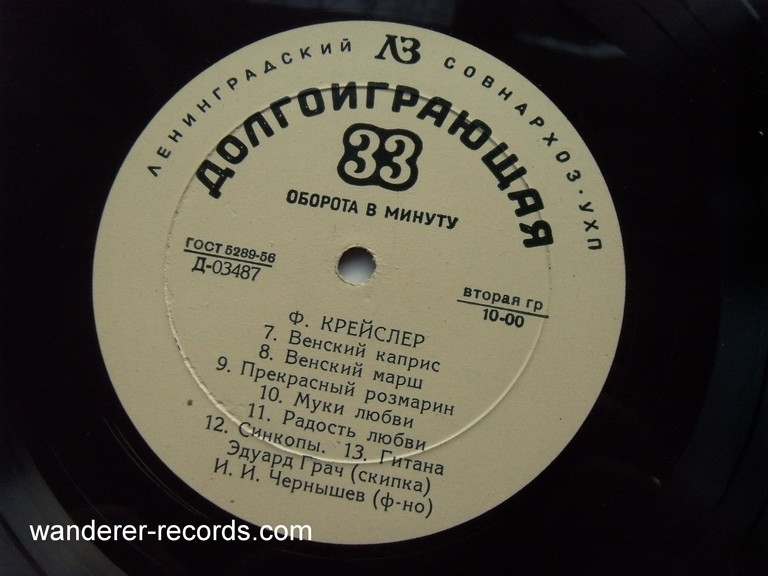 ЛЕНИНГРАДСКИЙ ЛЗ СОВНАРХОЗ·УХП
ДОЛГОИГРАЮЩАЯ
33
ОБОРОТА В МИНУТУ
ГОСТ 5289-56
Д-03487
вторая гр
10-00
Ф. КРЕЙСЛЕР
7. Венский каприс
8. Венский марш
9. Прекрасный розмарин
10. Муки любви
11. Радость любви
12. Синкопы. 13. Гитана
Эдуард Грач (скипка)
И. И. Чернышев (ф-но)
wanderer-records.com